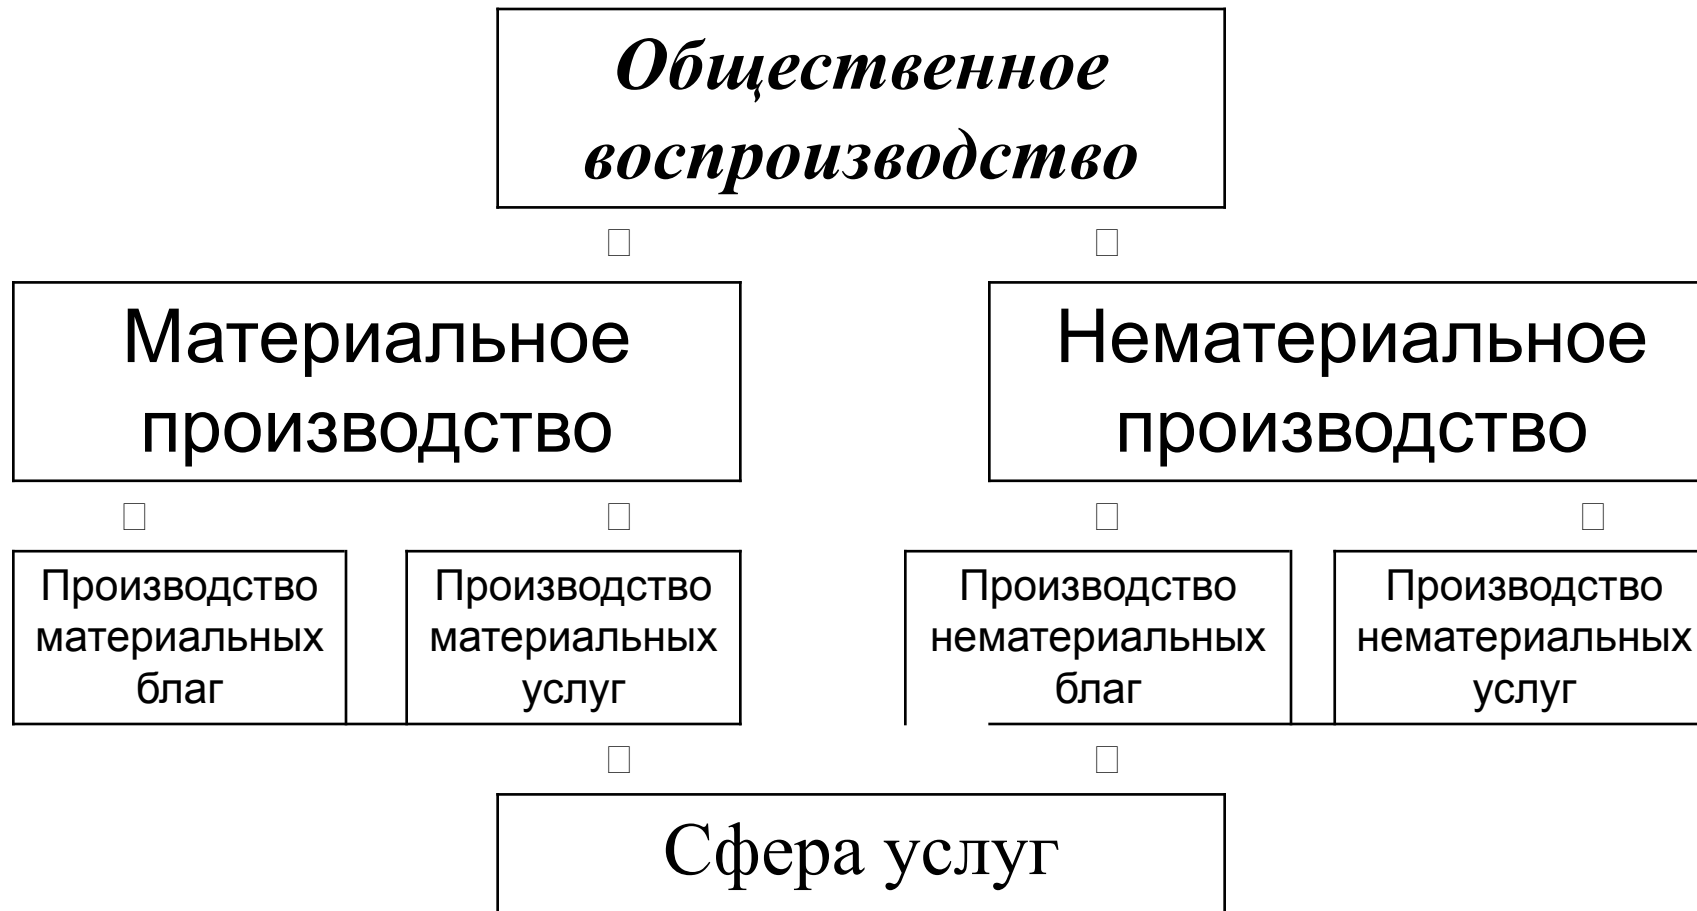 Общественное
воспроизводство
Материальное
производство
Нематериальное
производство
Производство
материальных
благ
Производство
материальных
услуг
Производство
нематериальных
благ
Производство
нематериальных
услуг
Сфера услуг